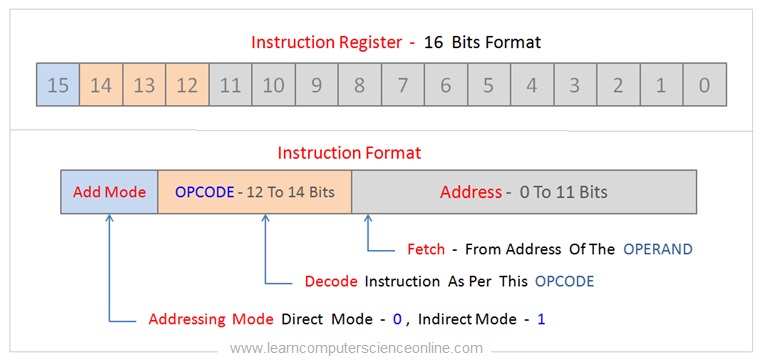 Instruction Register - 16 Bits Format
15 14 13 12 11 10 9 8 7 6 5 4 3 2 1 0
Instruction Format
Add Mode OPCODE - 12 To 14 Bits Address - 0 To 11 Bits
Fetch - From Address Of The OPERAND
Decode Instruction As Per This OPCODE
Addressing Mode Direct Mode - 0 , Indirect Mode - 1
www.learncomputerscienceonline.com